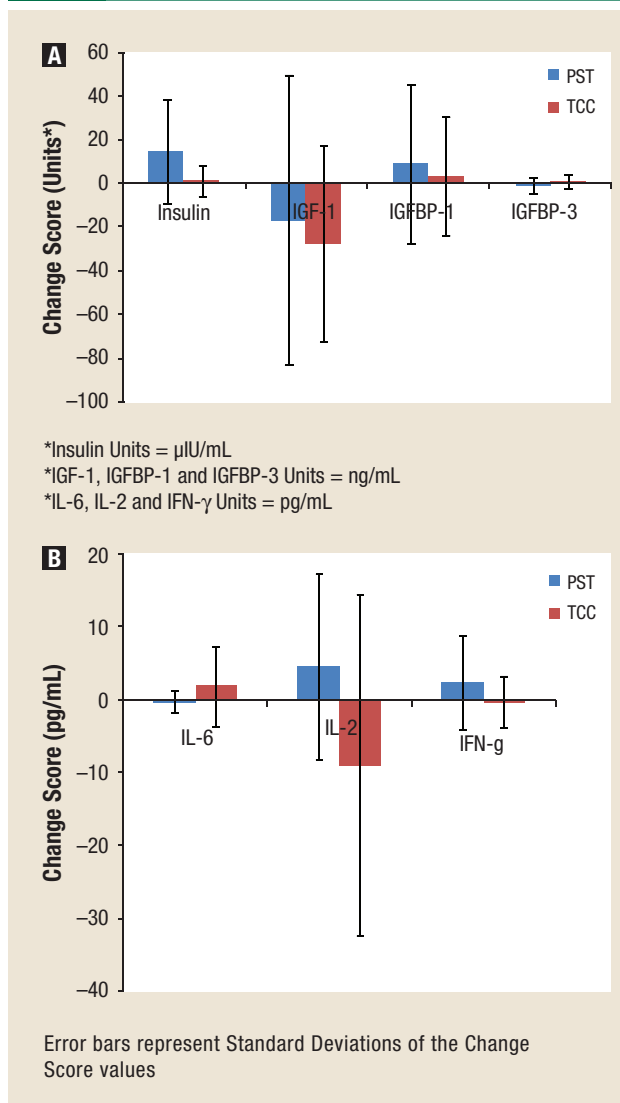 A
Change Score (Units*)
60
40
20
0
–20
–40
–60
–80
–100
PST
TCC
Insulin
IGF-1
IGFBP-1
IGFBP-3
*Insulin Units = µIU/mL
*IGF-1, IGFBP-1 and IGFBP-3 Units = ng/mL
*IL-6, IL-2 and IFN-γ Units = pg/mL
B
Change Score (pg/mL)
20
10
0
–10
–20
–30
–40
PST
TCC
IL-6
IL-2
IFN-g
Error bars represent Standard Deviations of the Change
Score values